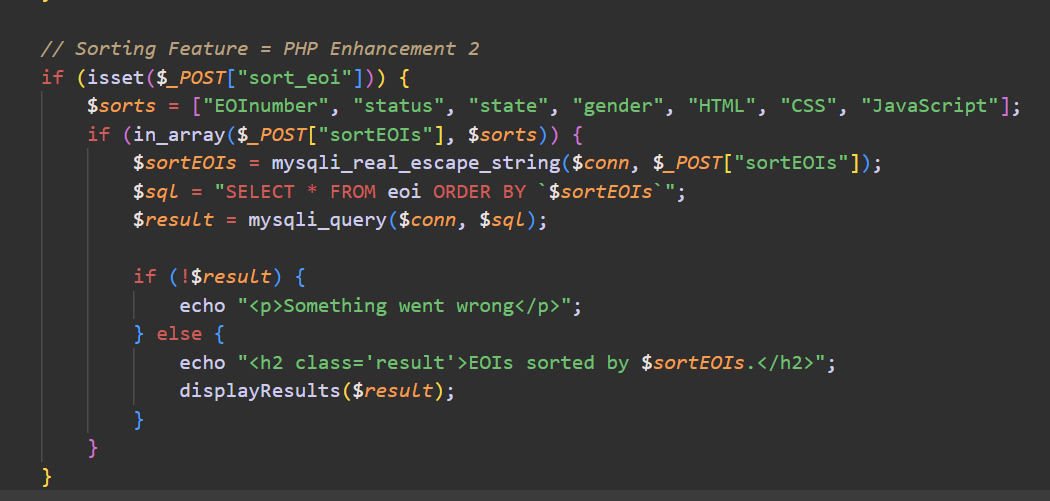 }
// Sorting Feature = PHP Enhancement 2
if (isset($_POST["sort_eoi"])) {
    $sorts = ["EOInumber", "status", "state", "gender", "HTML", "CSS", "JavaScript"];
    if (in_array($_POST["sortEOIs"], $sorts)) {
        $sortEOIs = mysqli_real_escape_string($conn, $_POST["sortEOIs"]);
        $sql = "SELECT * FROM eoi ORDER BY `$sortEOIs`";
        $result = mysqli_query($conn, $sql);
        if (!$result) {
            echo "<p>Something went wrong</p>";
        } else {
            echo "<h2 class='result'>EOIs sorted by $sortEOIs.</h2>";
            displayResults($result);
        }
    }
}